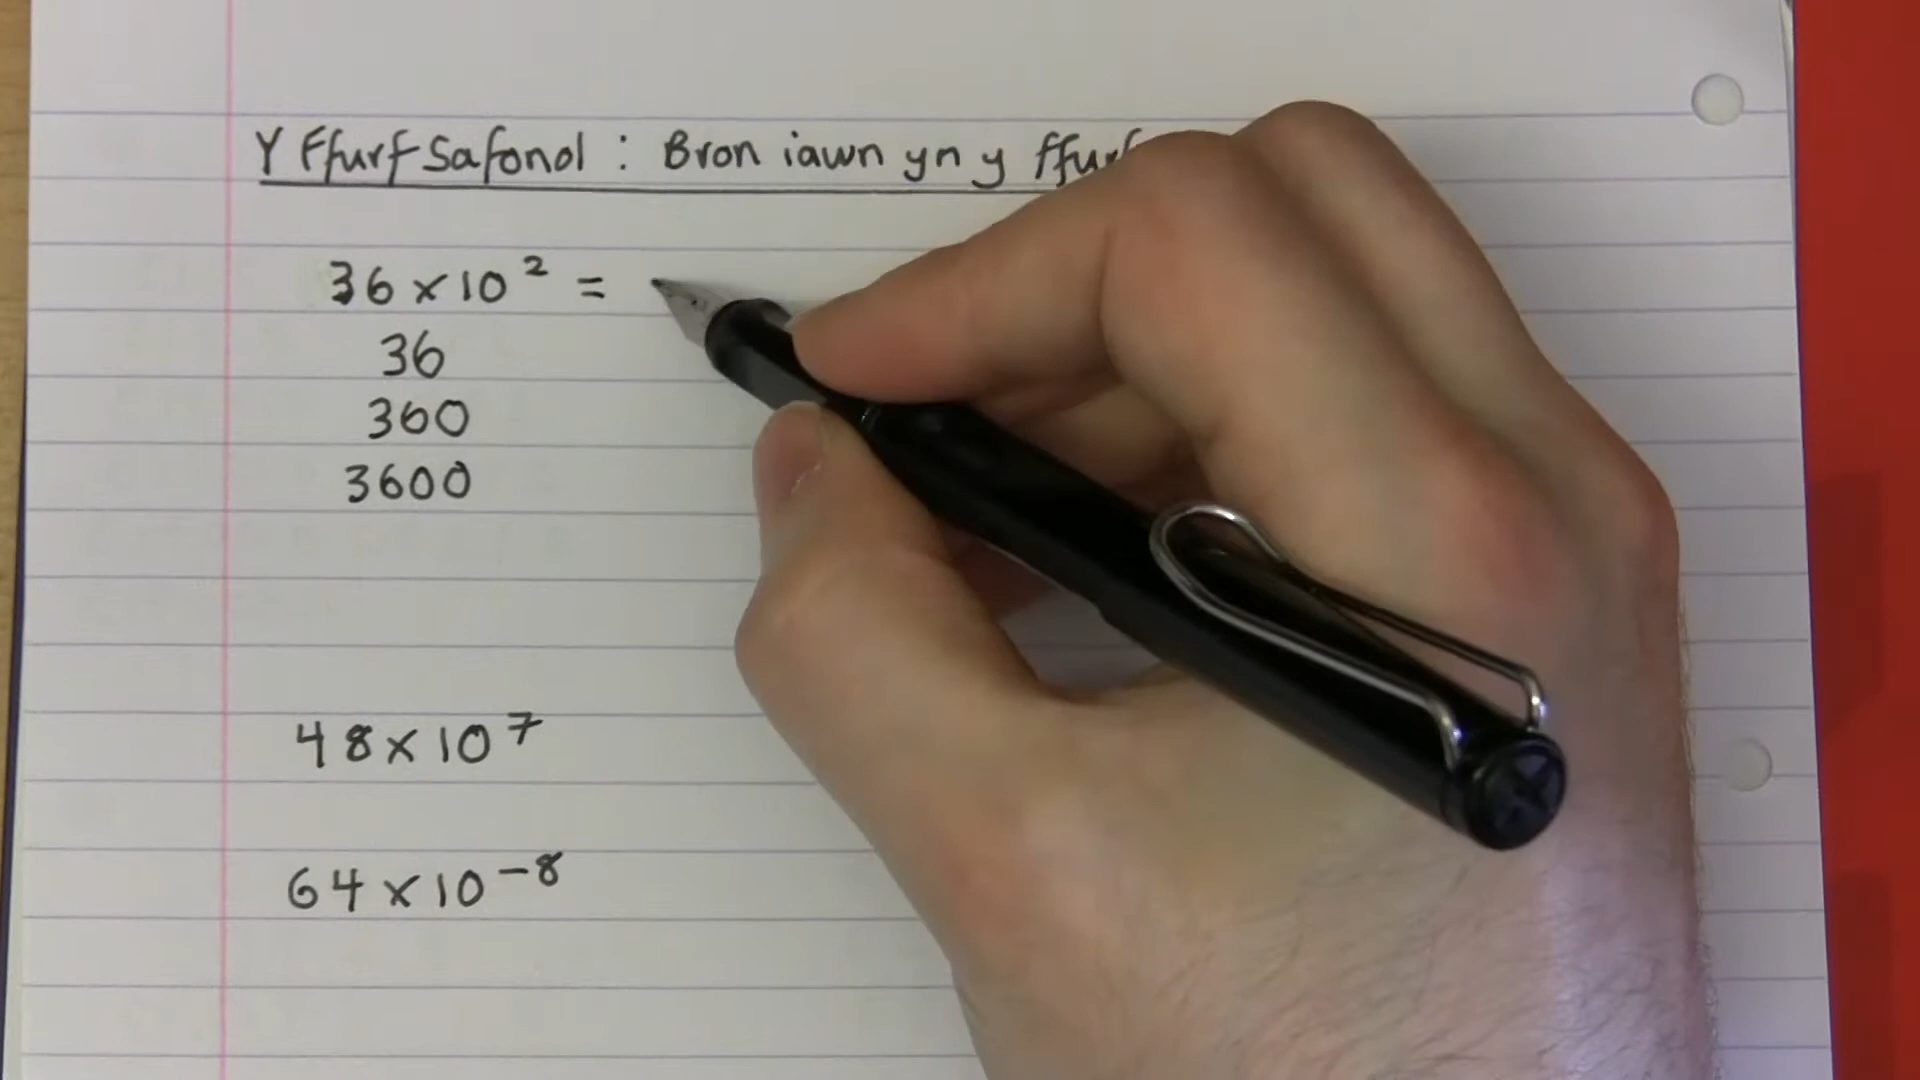 Y Ffurf Safonol : Bron iawn yn y
36 × 10² =
36
360
3600
48 × 10⁷
64 × 10⁻⁸